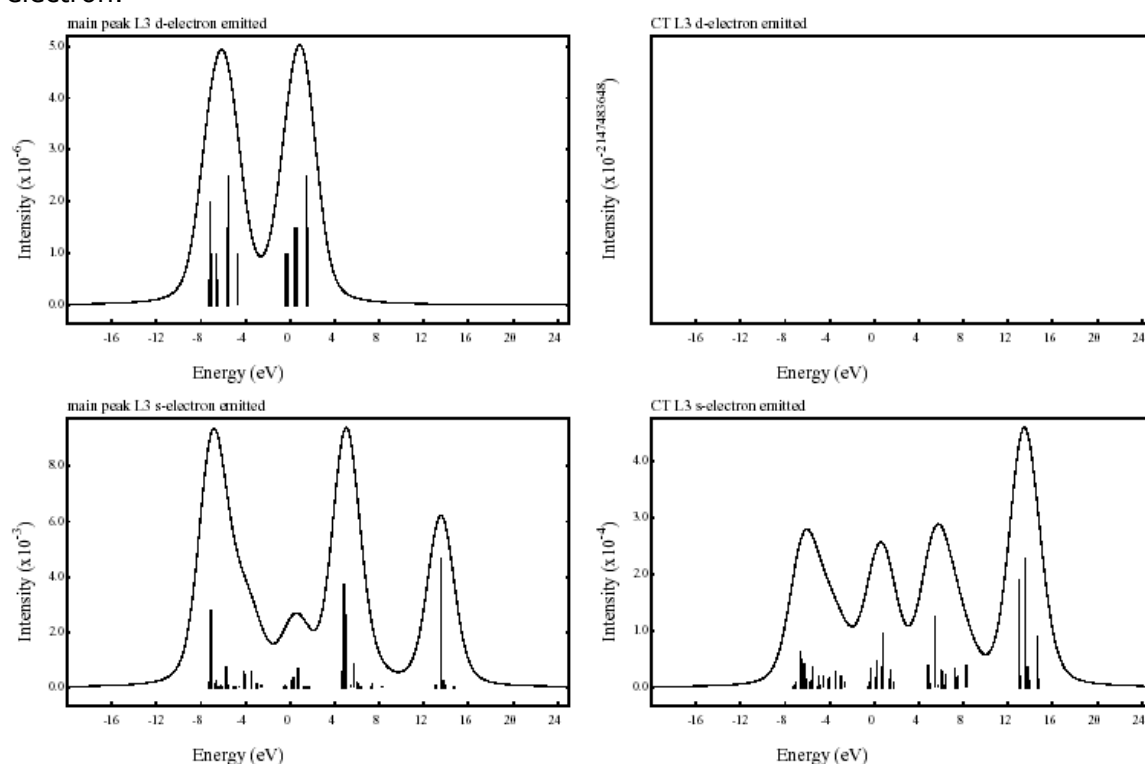 electron.
main peak L3 d-electron emitted
CT L3 d-electron emitted
Intensity (x10-6)
5.0
4.0
3.0
2.0
1.0
0.0
-16 -12 -8 -4 0 4 8 12 16 20 24
Energy (eV)
Intensity (x10-2147483648)
-16 -12 -8 -4 0 4 8 12 16 20 24
Energy (eV)
main peak L3 s-electron emitted
CT L3 s-electron emitted
Intensity (x10-3)
8.0
6.0
4.0
2.0
0.0
-16 -12 -8 -4 0 4 8 12 16 20 24
Energy (eV)
Intensity (x10-4)
4.0
3.0
2.0
1.0
0.0
-16 -12 -8 -4 0 4 8 12 16 20 24
Energy (eV)